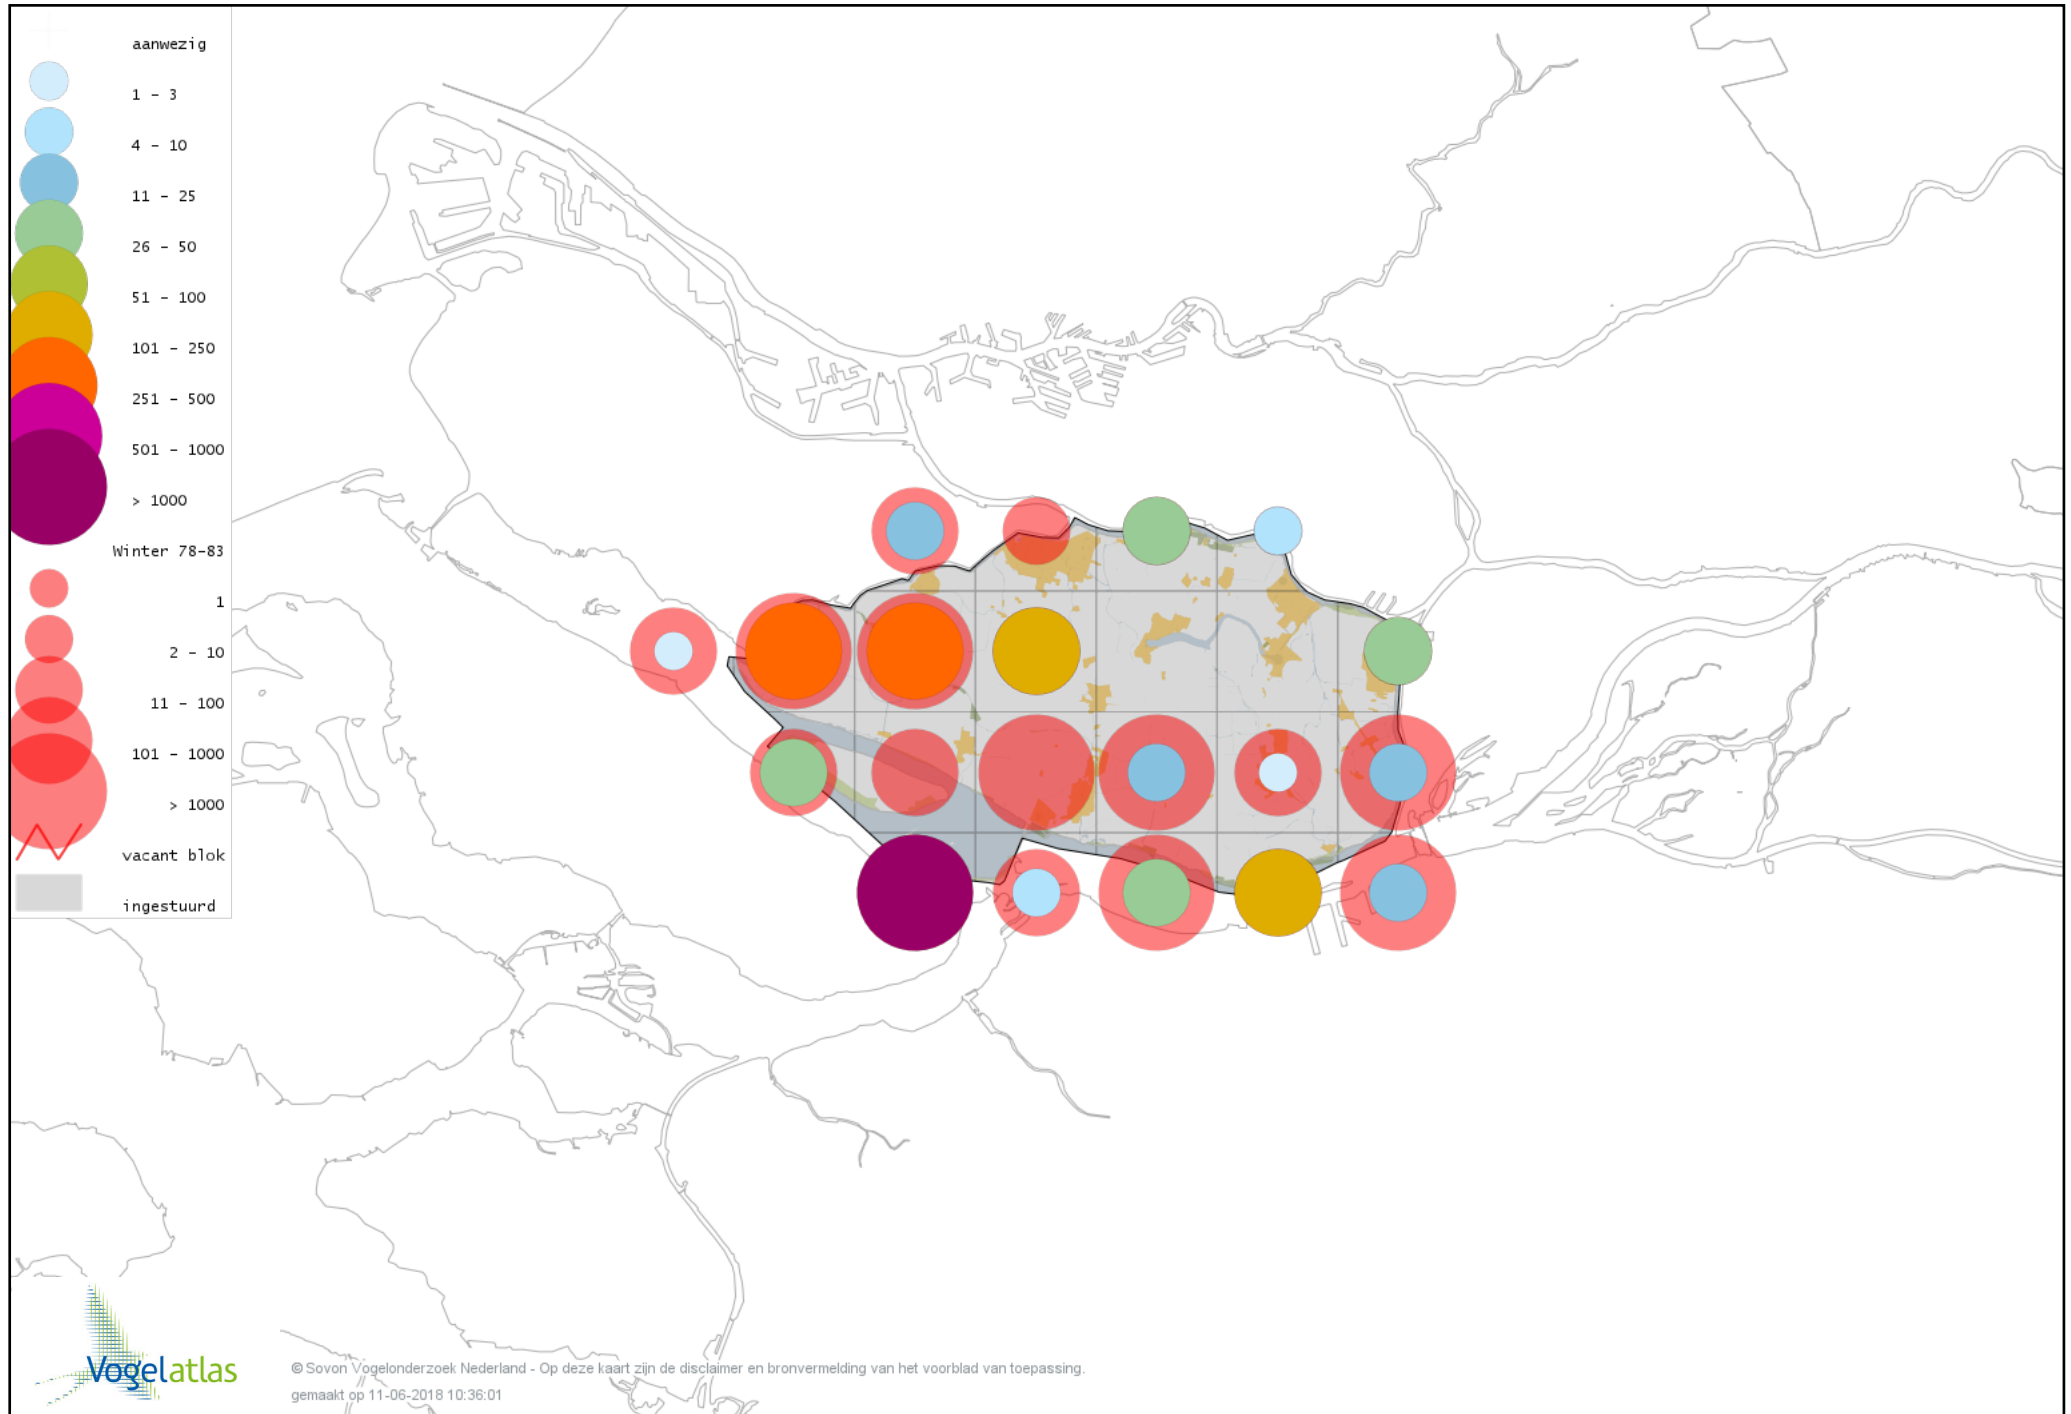 aanwezig
1 - 3
4 - 10
11 - 25
26 - 50
51 - 100
101 - 250
251 - 500
501 - 1000
> 1000
Winter 78-83
1
2 - 10
11 - 100
101 - 1000
> 1000
vacant blok
ingestuurd
Vogelatlas
© Sovon Vogelonderzoek Nederland - Op deze kaart zijn de disclaimer en bronvermelding van het voorblad van toepassing.
gemaakt op 11-06-2018 10:36:01